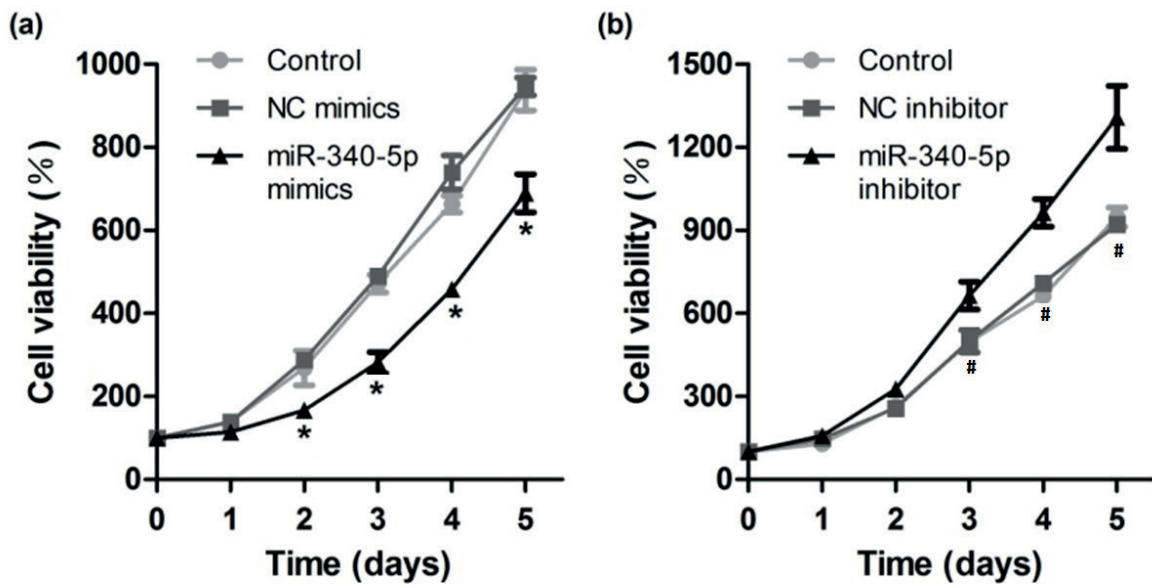 (a)
Control
NC mimics
miR-340-5p
mimics
Cell viability (%)
1000
800
600
400
200
0
*
*
*
*
0 1 2 3 4 5
Time (days)
(b)
Control
NC inhibitor
miR-340-5p
inhibitor
Cell viability (%)
1500
1200
900
600
300
0
#
#
#
0 1 2 3 4 5
Time (days)